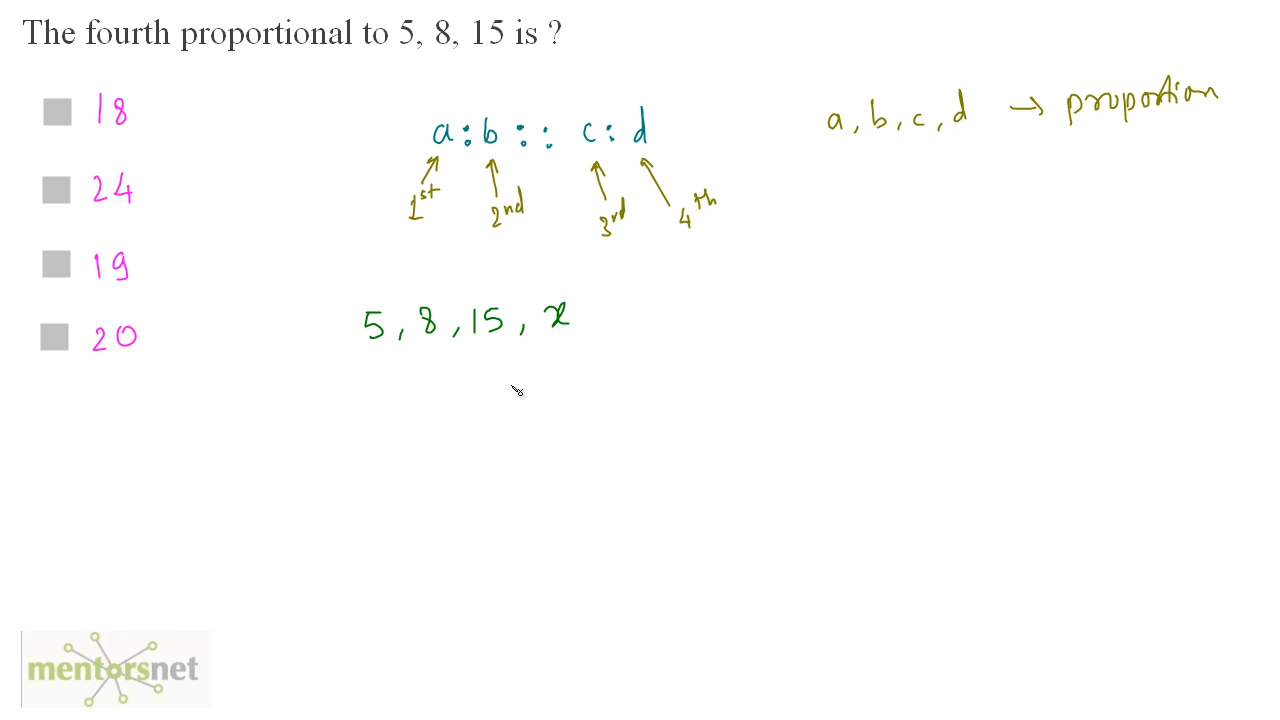 The fourth proportional to 5, 8, 15 is ?
18
24
19
20
a : b : : c : d
1st 2nd 3rd 4th
a, b, c, d → proportion
5, 8, 15, x
mentorsnet